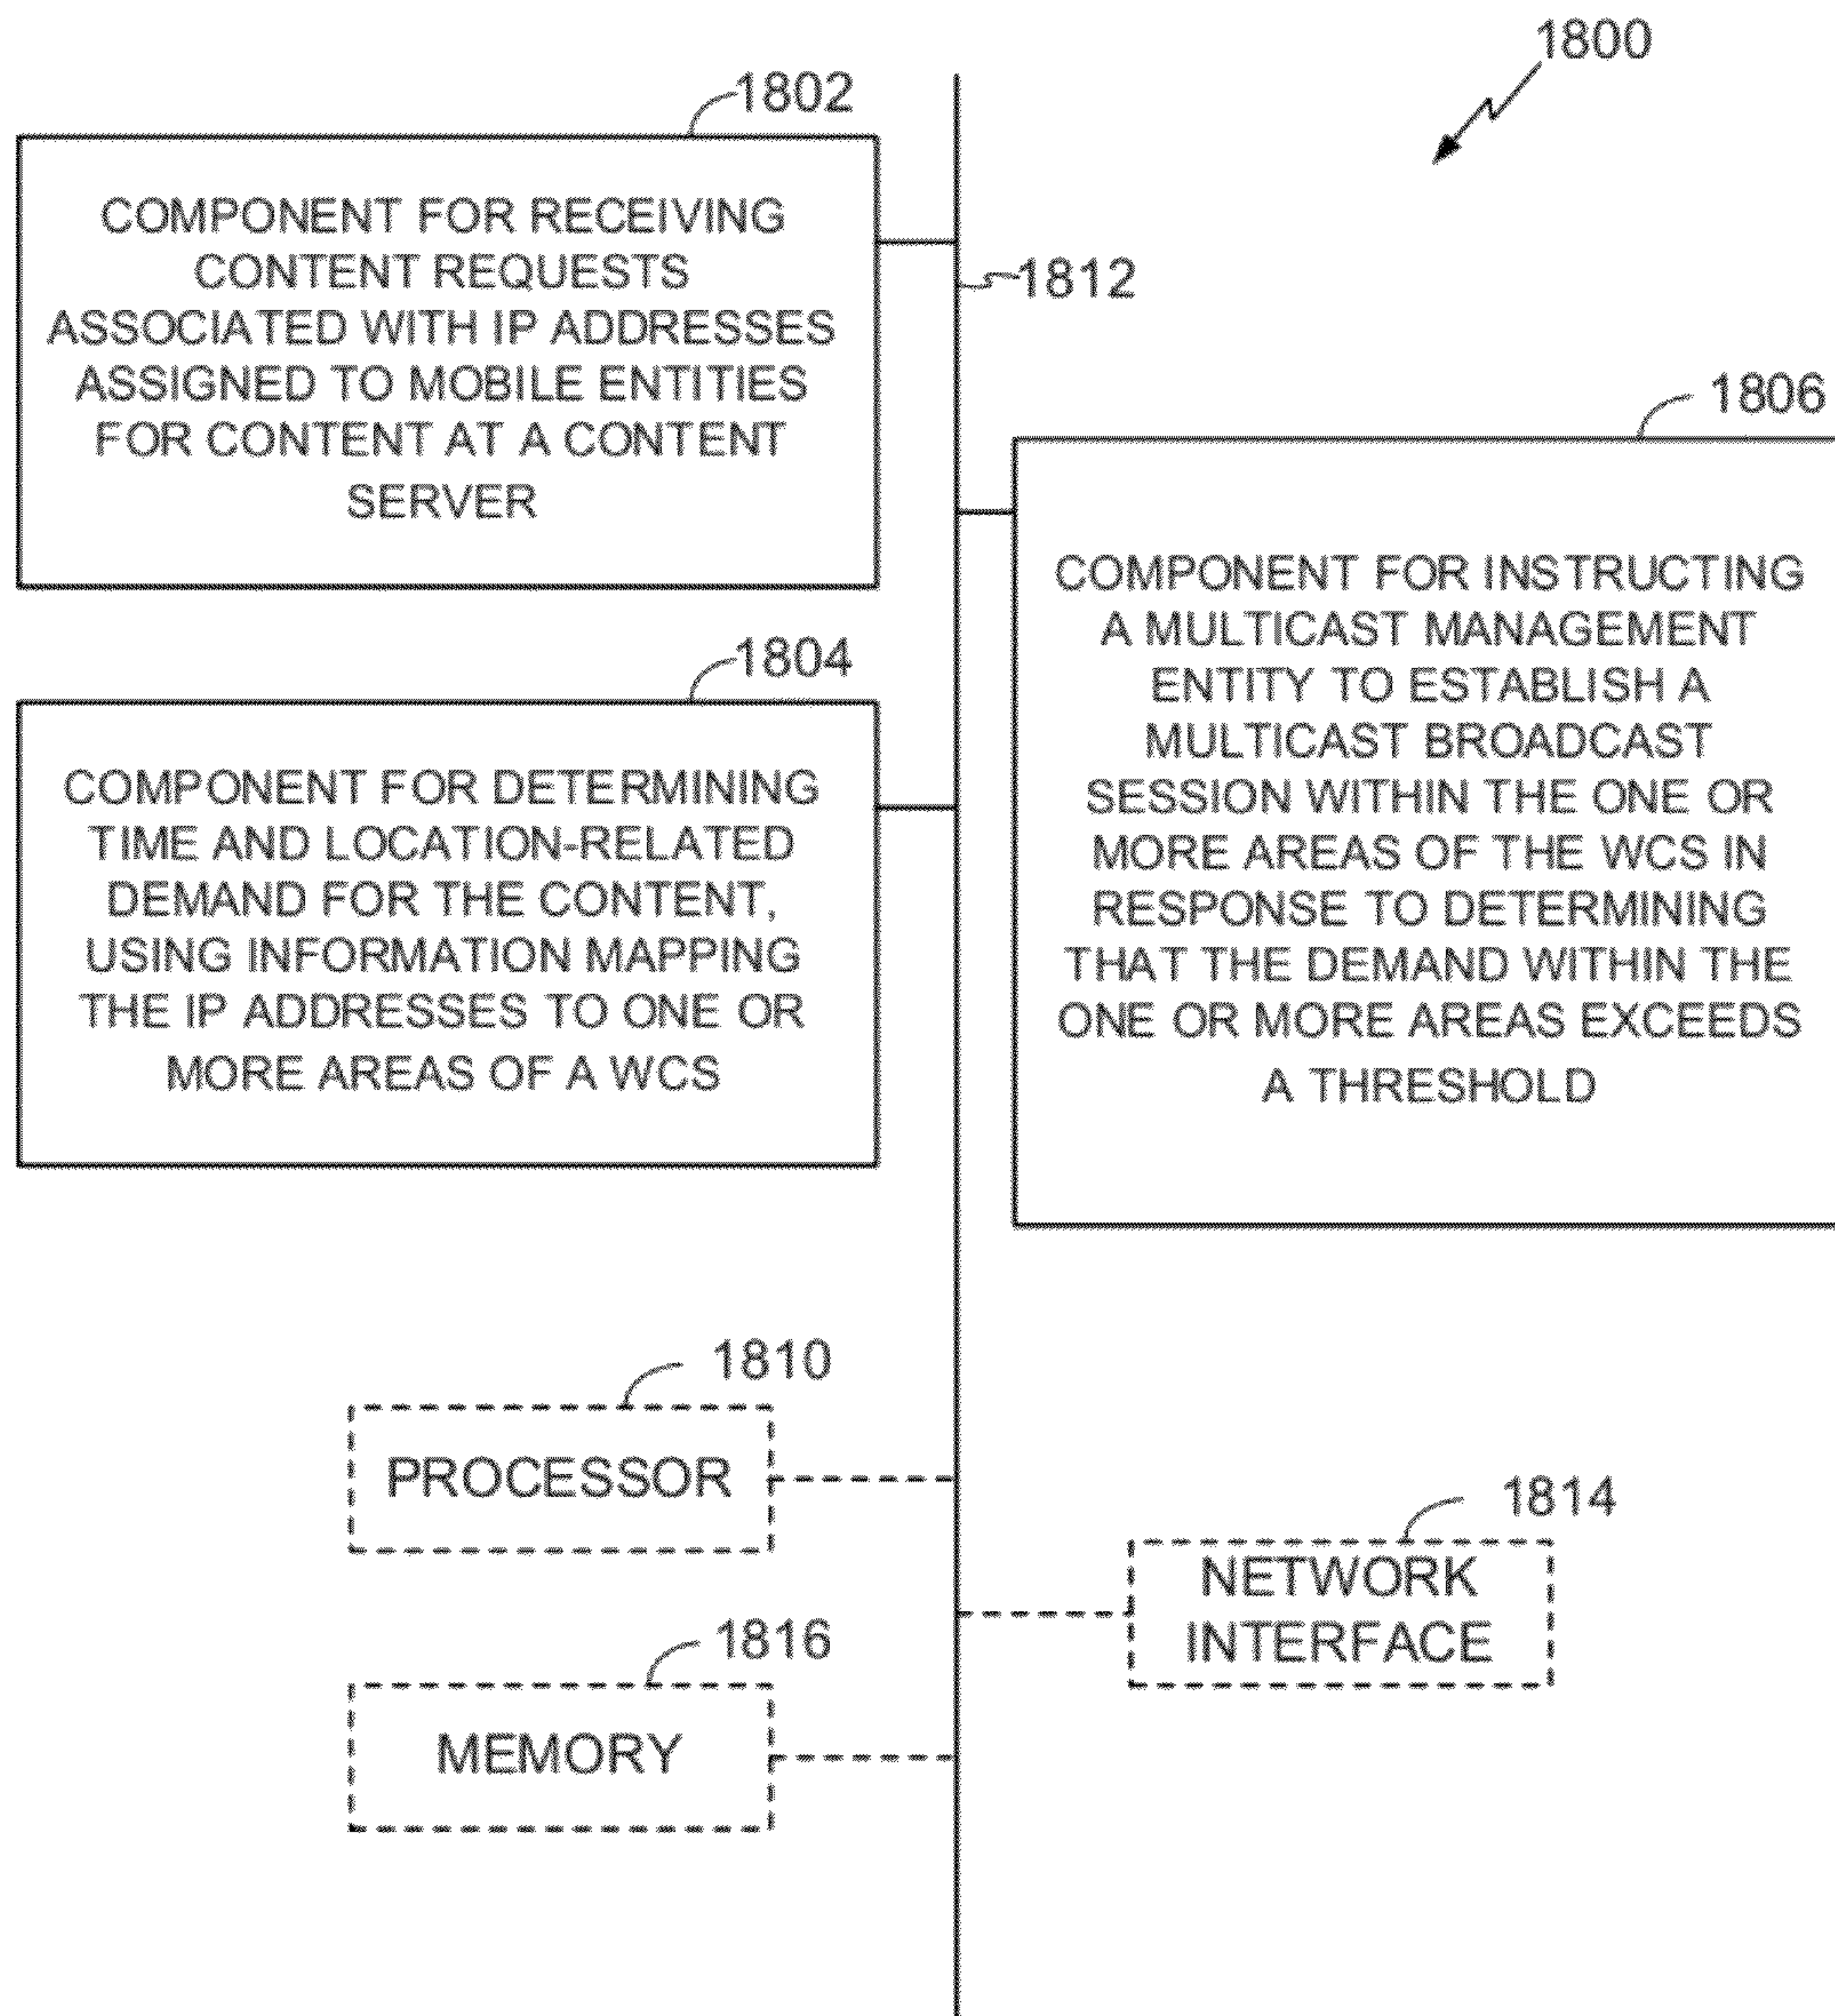 1800
1802
COMPONENT FOR RECEIVING
CONTENT REQUESTS
ASSOCIATED WITH IP ADDRESSES
ASSIGNED TO MOBILE ENTITIES
FOR CONTENT AT A CONTENT
SERVER
1812
1806
COMPONENT FOR INSTRUCTING
A MULTICAST MANAGEMENT
ENTITY TO ESTABLISH A
MULTICAST BROADCAST
SESSION WITHIN THE ONE OR
MORE AREAS OF THE WCS IN
RESPONSE TO DETERMINING
THAT THE DEMAND WITHIN THE
ONE OR MORE AREAS EXCEEDS
A THRESHOLD
1804
COMPONENT FOR DETERMINING
TIME AND LOCATION-RELATED
DEMAND FOR THE CONTENT,
USING INFORMATION MAPPING
THE IP ADDRESSES TO ONE OR
MORE AREAS OF A WCS
1810
PROCESSOR
1814
NETWORK
INTERFACE
1816
MEMORY